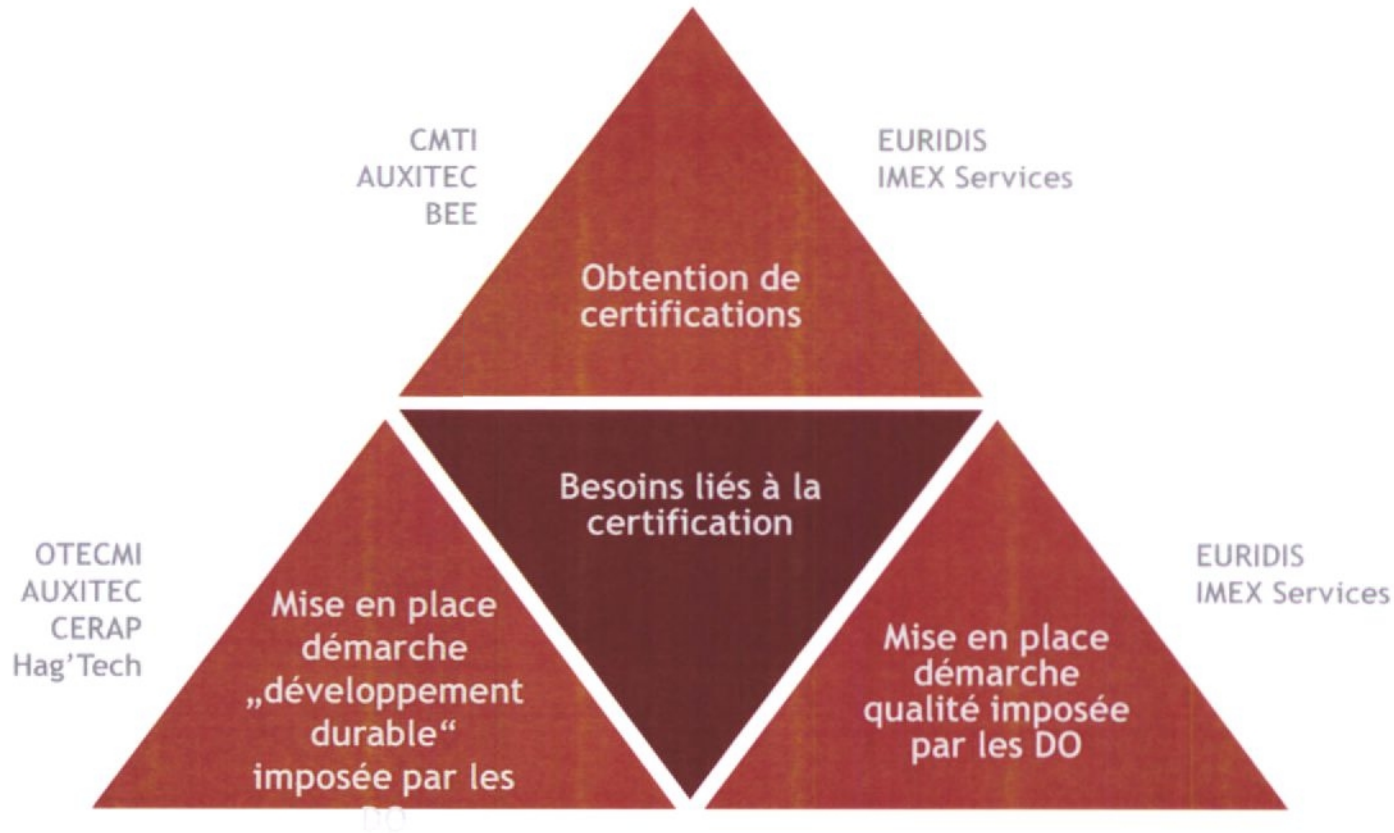 CMTI
AUXITEC
BEE
EURIDIS
IMEX Services
Obtention de
certifications
Besoins liés à la
certification
OTECMI
AUXITEC
CERAP
Hag'Tech
Mise en place
démarche
„développement
durable“
imposée par les
DO
Mise en place
démarche
qualité imposée
par les DO
EURIDIS
IMEX Services